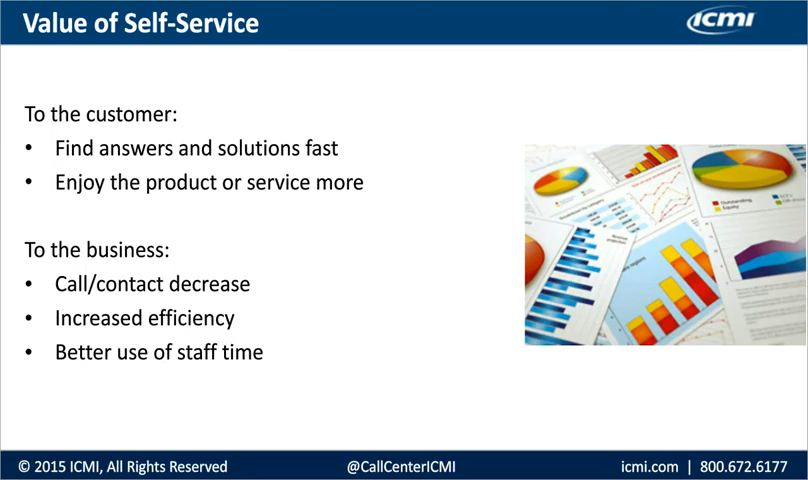 Value of Self-Service
ICMI
To the customer:
• Find answers and solutions fast
• Enjoy the product or service more
To the business:
• Call/contact decrease
• Increased efficiency
• Better use of staff time
Outstanding
Equity
© 2015 ICMI, All Rights Reserved
@CallCenterICMI
icmi.com | 800.672.6177